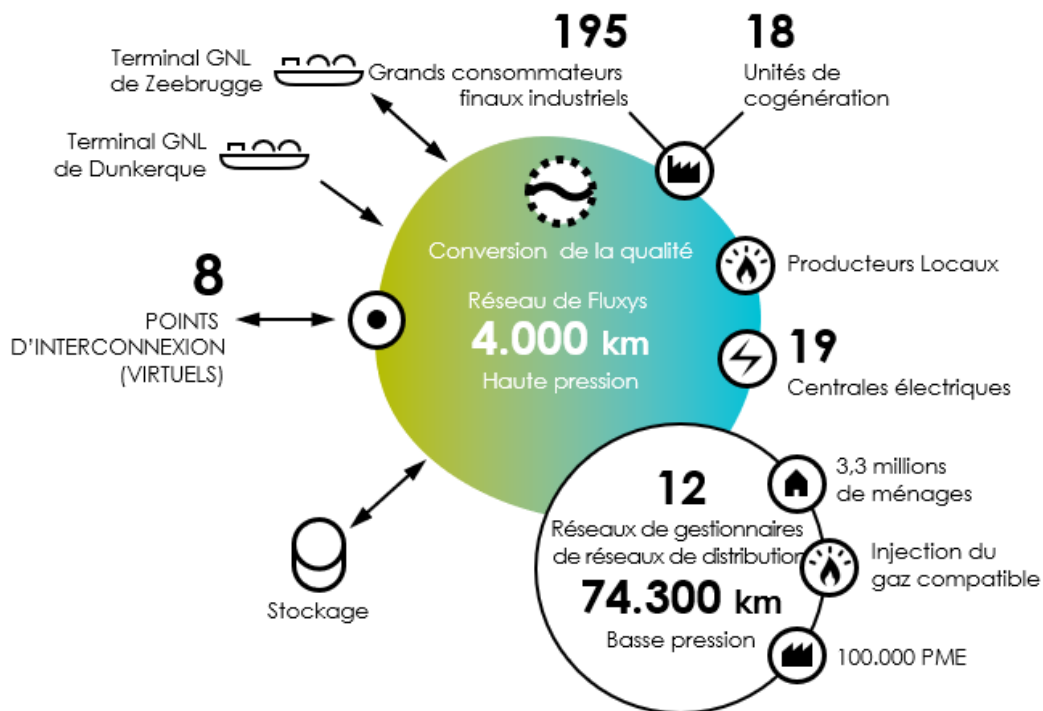 195
Grands consommateurs
finaux industriels
18
Unités de
cogénération
Terminal GNL
de Zeebrugge
Terminal GNL
de Dunkerque
8
POINTS
D'INTERCONNEXION
(VIRTUELS)
Stockage
Conversion de la qualité
Réseau de Fluxys
4.000 km
Haute pression
Producteurs Locaux
19
Centrales électriques
12
Réseaux de gestionnaires
de réseaux de distribution
74.300 km
Basse pression
3,3 millions
de ménages
Injection du
gaz compatible
100.000 PME